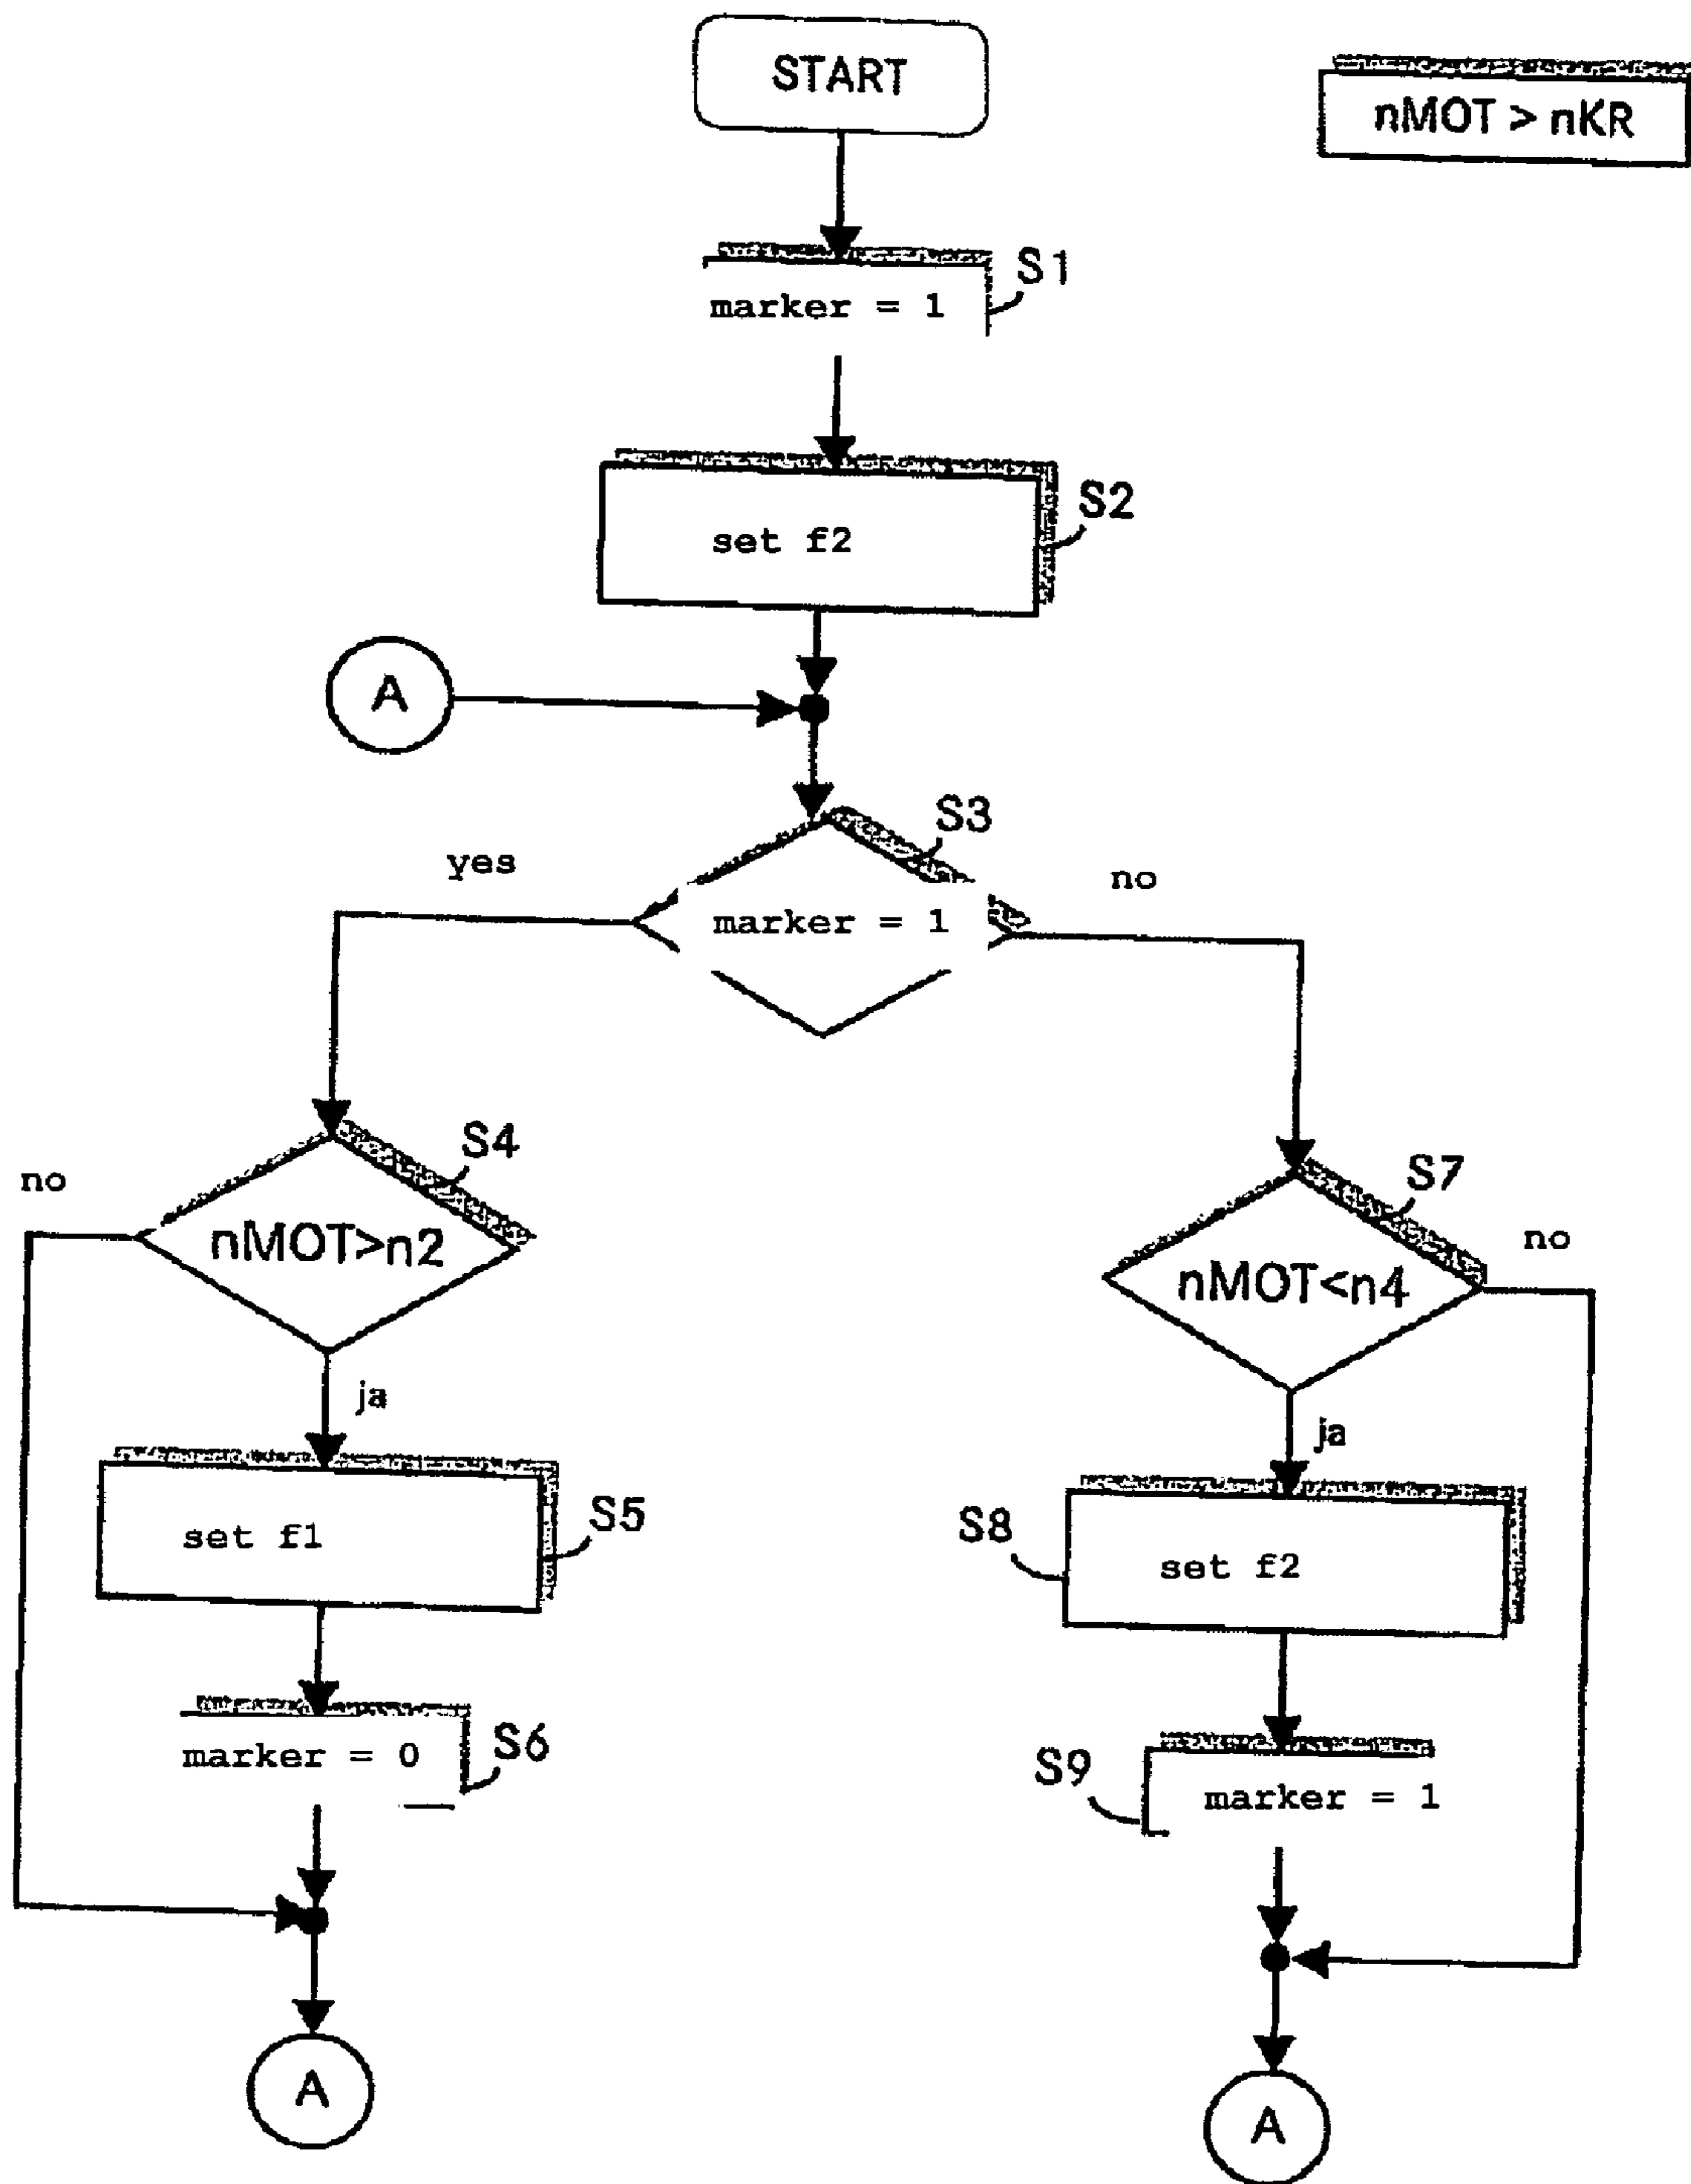 START
nMOT > nKR
S1
marker = 1
S2
set f2
A
S3
yes
no
marker = 1
S4
no
nMOT>n2
S7
no
nMOT<n4
ja
ja
S5
set f1
S8
set f2
S6
marker = 0
S9
marker = 1
A
A